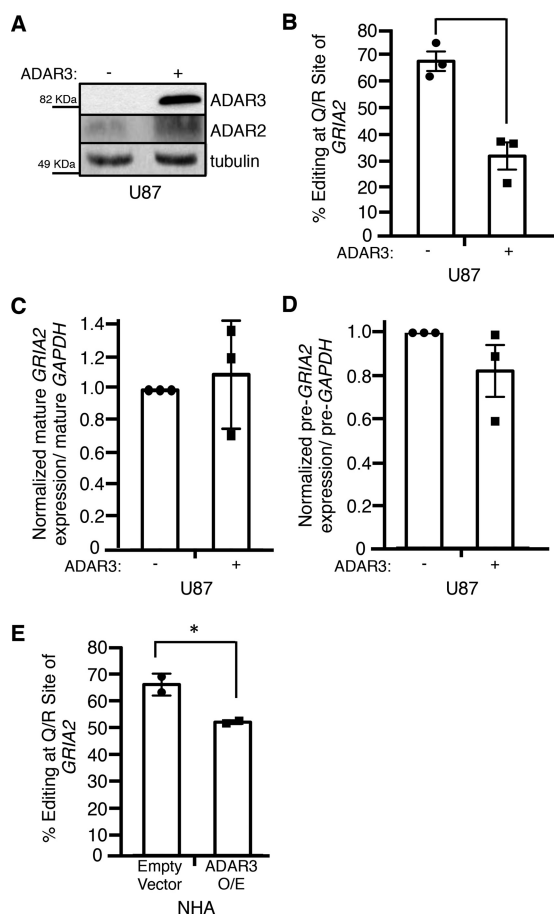 A
ADAR3: - +
82 KDa
ADAR3
ADAR2
49 KDa
tubulin
U87
B
% Editing at Q/R Site of
GRIA2
80
70
60
50
40
30
20
10
0
ADAR3: - +
U87
C
Normalized mature GRIA2
expression/ mature GAPDH
1.4
1.2
1.0
0.8
0.6
0.4
0.2
0
ADAR3: - +
U87
D
Normalized pre-GRIA2
expression/ pre-GAPDH
1.0
0.8
0.6
0.4
0.2
0
ADAR3: - +
U87
E
% Editing at Q/R Site of
GRIA2
80
70
60
50
40
30
20
10
0
*
Empty
Vector
ADAR3
O/E
NHA